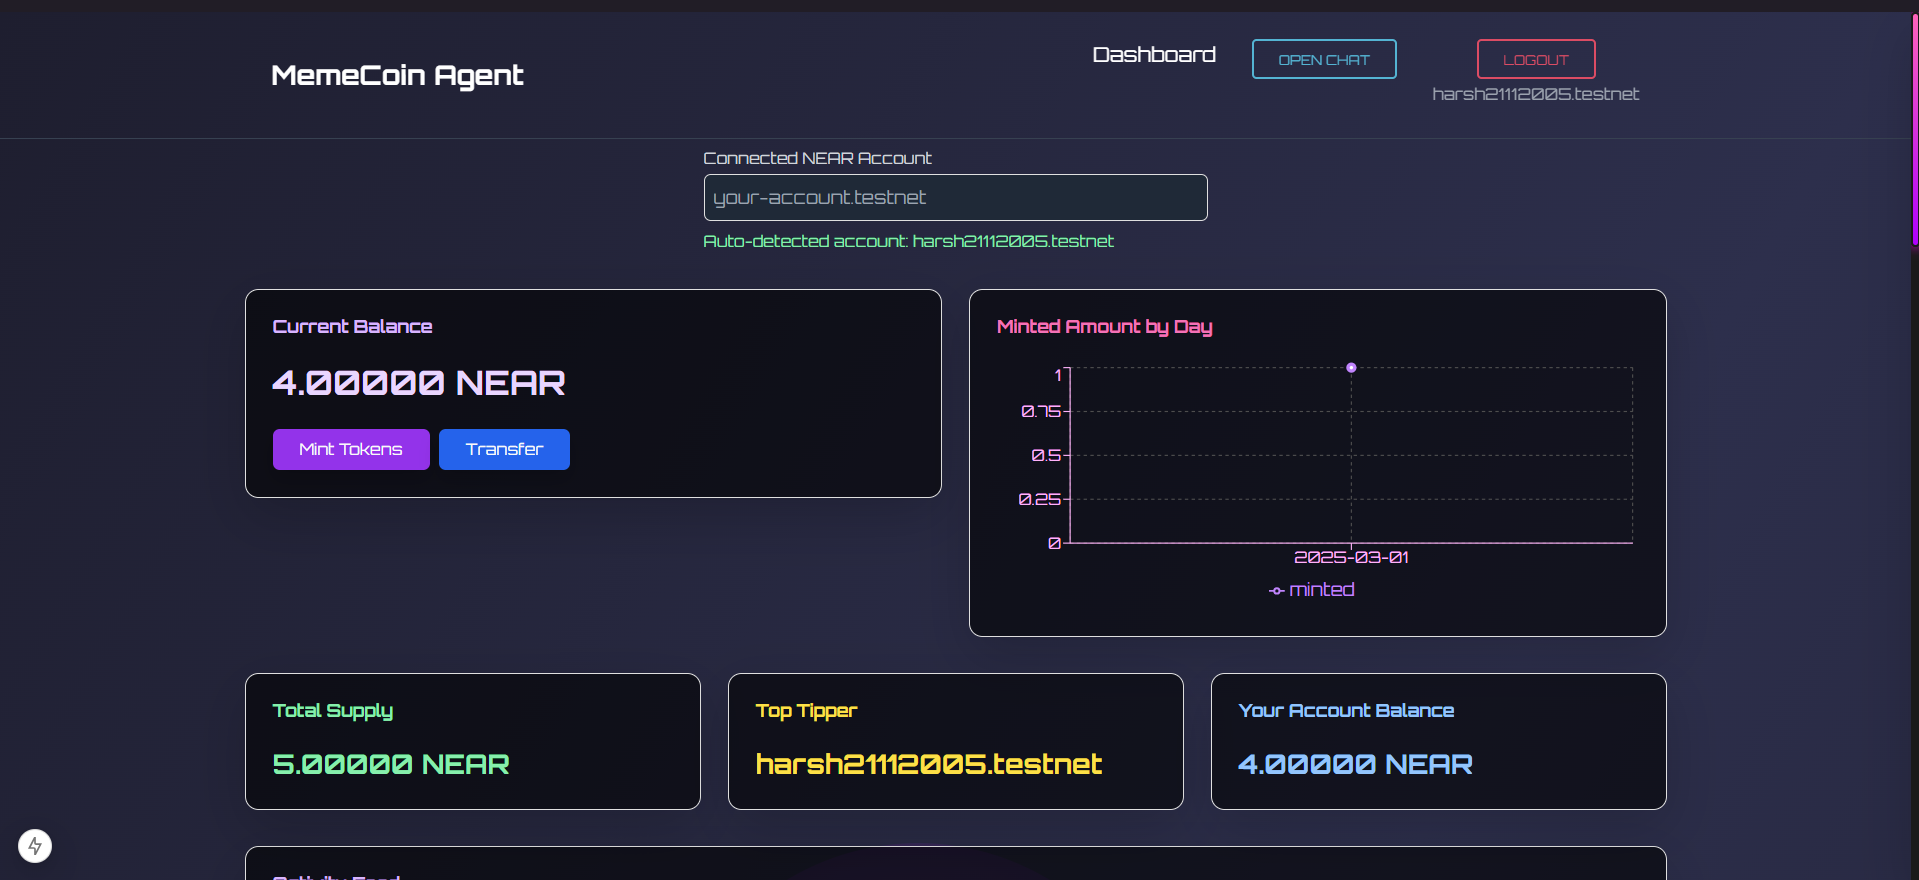 MemeCoin Agent
Dashboard
OPEN CHAT
LOGOUT
harsh21112005.testnet
Connected NEAR Account
your-account.testnet
Auto-detected account: harsh21112005.testnet
Current Balance
4.00000 NEAR
Mint Tokens
Transfer
Minted Amount by Day
1
0.75
0.5
0.25
0
2025-03-01
minted
Total Supply
5.00000 NEAR
Top Tipper
harsh21112005.testnet
Your Account Balance
4.00000 NEAR
Activity Feed